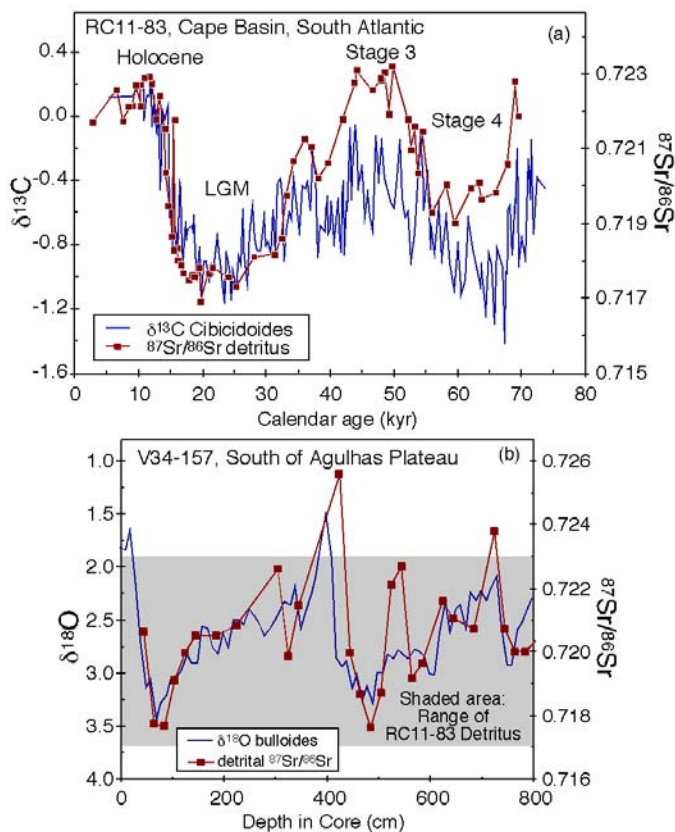 RC11-83, Cape Basin, South Atlantic
(a)
Holocene
Stage 3
Stage 4
LGM
0.4
0.0
-0.4
-0.8
-1.2
-1.6
δ13C
0.723
0.721
0.719
0.717
0.715
87Sr/86Sr
δ13C Cibicidoides
87Sr/86Sr detritus
0 10 20 30 40 50 60 70 80
Calendar age (kyr)
V34-157, South of Agulhas Plateau
(b)
1.0
1.5
2.0
2.5
3.0
3.5
4.0
δ18O
0.726
0.724
0.722
0.720
0.718
0.716
87Sr/86Sr
Shaded area:
Range of
RC11-83 Detritus
δ18O bulloides
detrital 87Sr/86Sr
0 200 400 600 800
Depth in Core (cm)